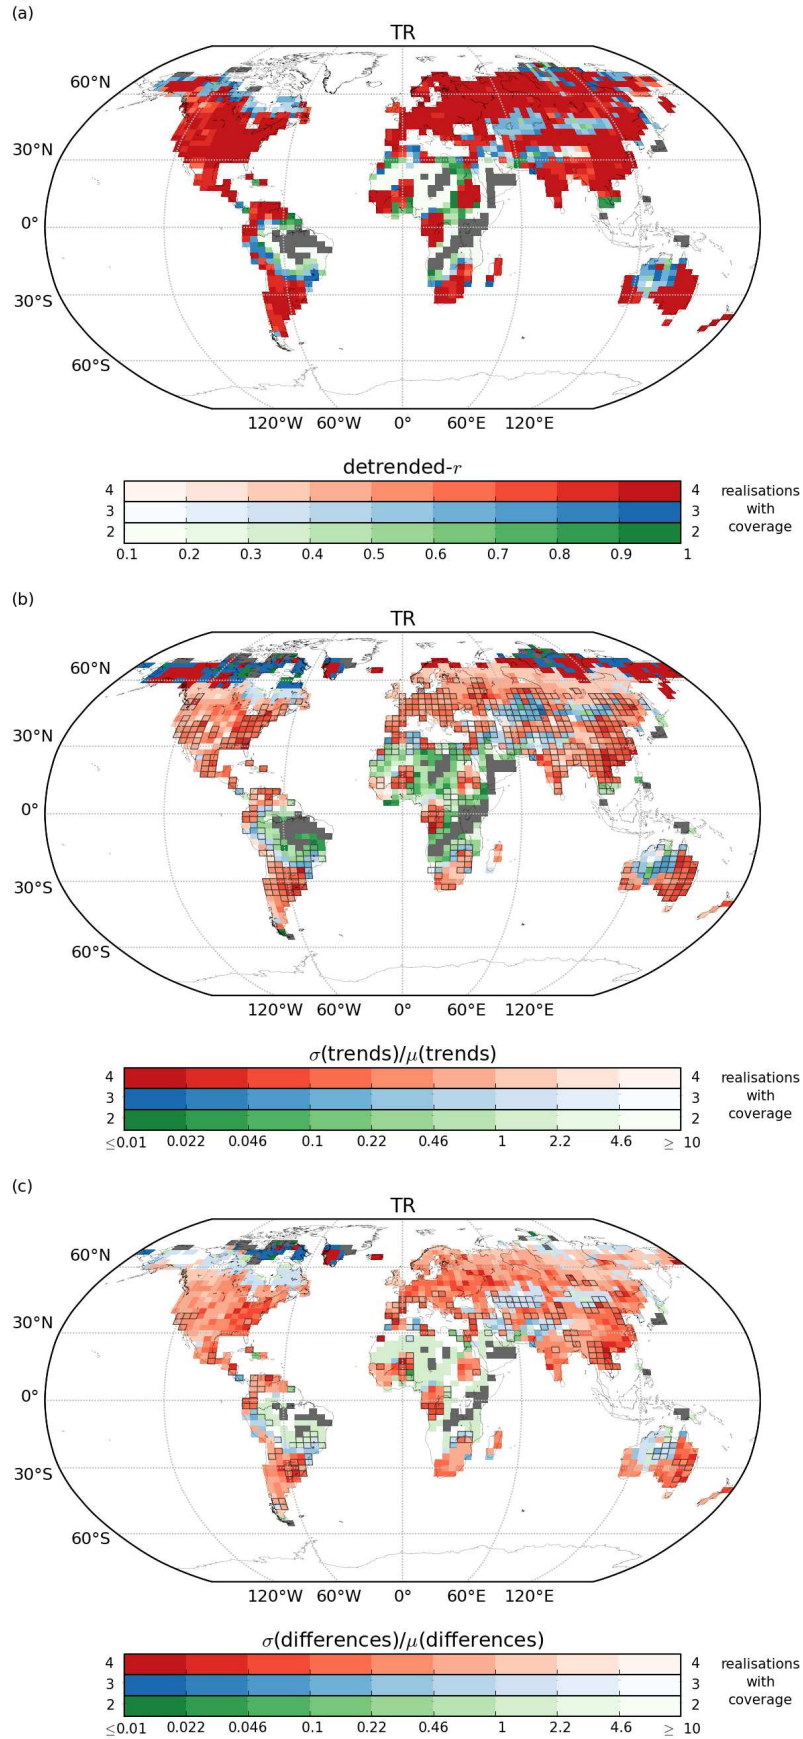 (a)
TR
60°N
30°N
0°
30°S
60°S
120°W 60°W 0° 60°E 120°E
detrended-r
4 4 realisations
3 3 with
2 2 coverage
0.1 0.2 0.3 0.4 0.5 0.6 0.7 0.8 0.9 1
(b)
TR
60°N
30°N
0°
30°S
60°S
120°W 60°W 0° 60°E 120°E
σ(trends)/μ(trends)
4 4 realisations
3 3 with
2 2 coverage
≤0.01 0.022 0.046 0.1 0.22 0.46 1 2.2 4.6 ≥ 10
(c)
TR
60°N
30°N
0°
30°S
60°S
120°W 60°W 0° 60°E 120°E
σ(differences)/μ(differences)
4 4 realisations
3 3 with
2 2 coverage
≤0.01 0.022 0.046 0.1 0.22 0.46 1 2.2 4.6 ≥ 10